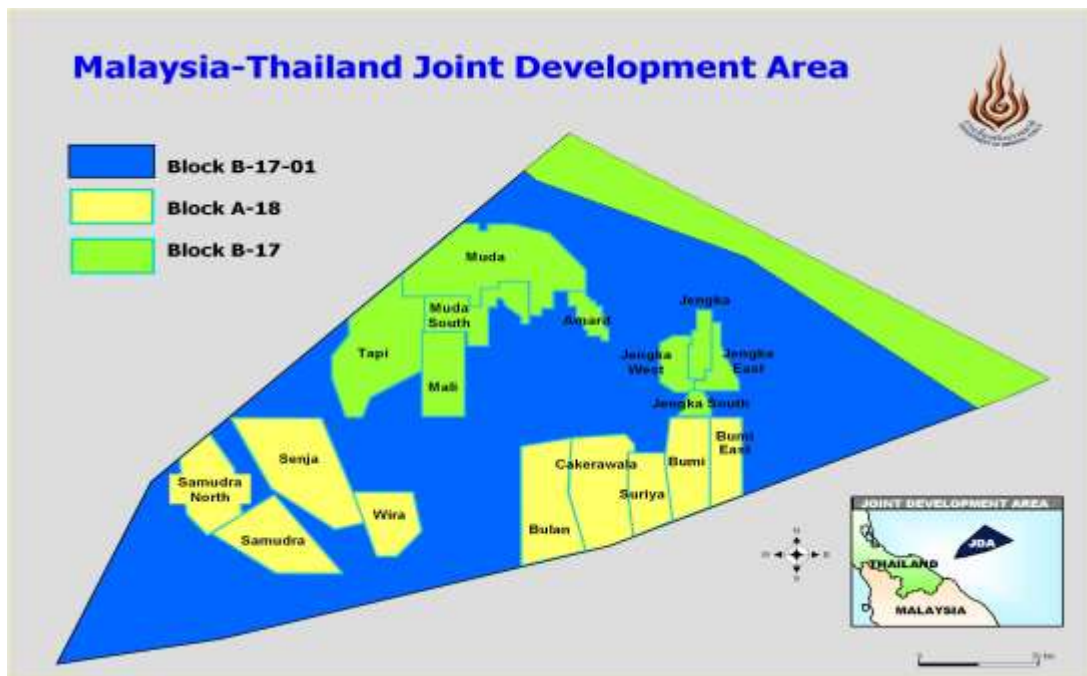 Malaysia-Thailand Joint Development Area
Block B-17-01
Block A-18
Block B-17
Muda
Muda
South
Amarit
Tapi
Mali
Jengka
Jengka
West
Jengka
East
Jengka South
Bumi
East
Bumi
Cakerawala
Suriya
Bulan
Senja
Samudra
North
Wira
Samudra
JOINT DEVELOPMENT AREA
JDA
THAILAND
MALAYSIA
N
S
0